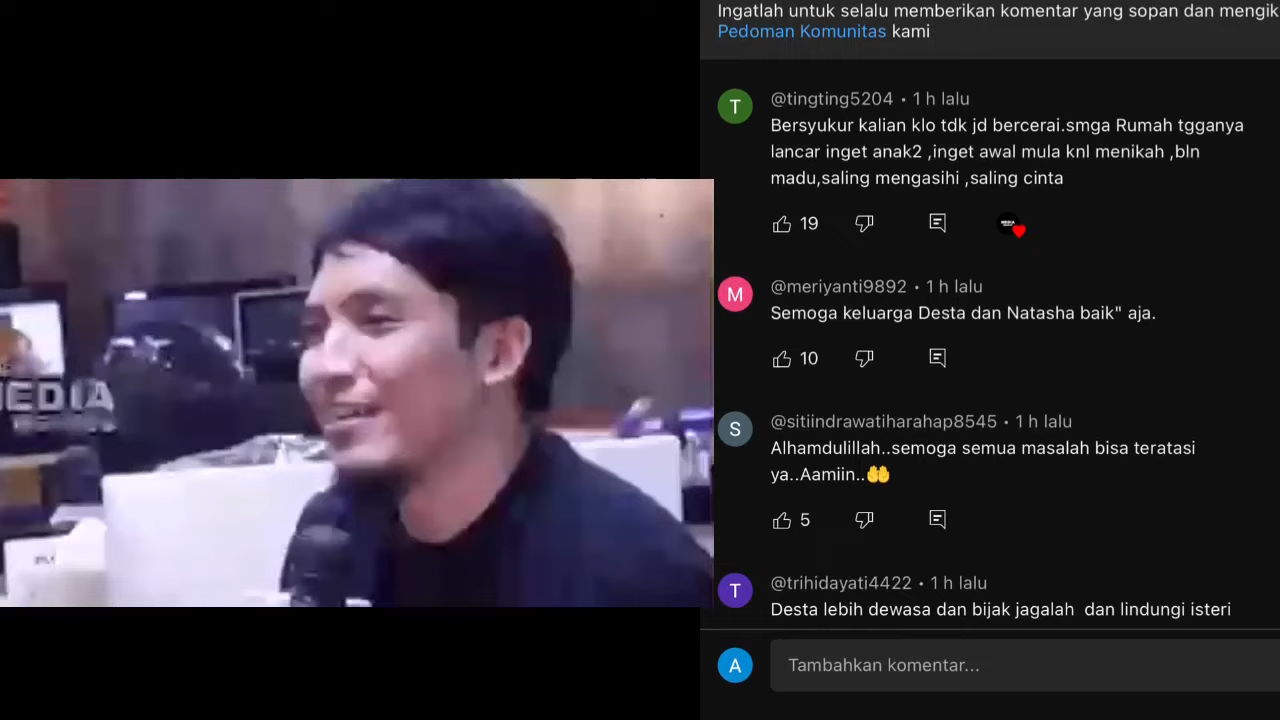 Ingatlah untuk selalu memberikan komentar yang sopan dan mengik
Pedoman Komunitas kami
T
@tingting5204 • 1 h lalu
Bersyukur kalian klo tdk jd bercerai.smga Rumah tgganya
lancar inget anak2 ,inget awal mula knl menikah ,bln
madu,saling mengasihi ,saling cinta
19
M
@meriyanti9892 • 1 h lalu
Semoga keluarga Desta dan Natasha baik" aja.
10
S
@sitiindrawatiharahap8545 • 1 h lalu
Alhamdulillah..semoga semua masalah bisa teratasi
ya..Aamiin..🤲
5
T
@trihidayati4422 • 1 h lalu
Desta lebih dewasa dan bijak jagalah  dan lindungi isteri
A
Tambahkan komentar...
MEDIA